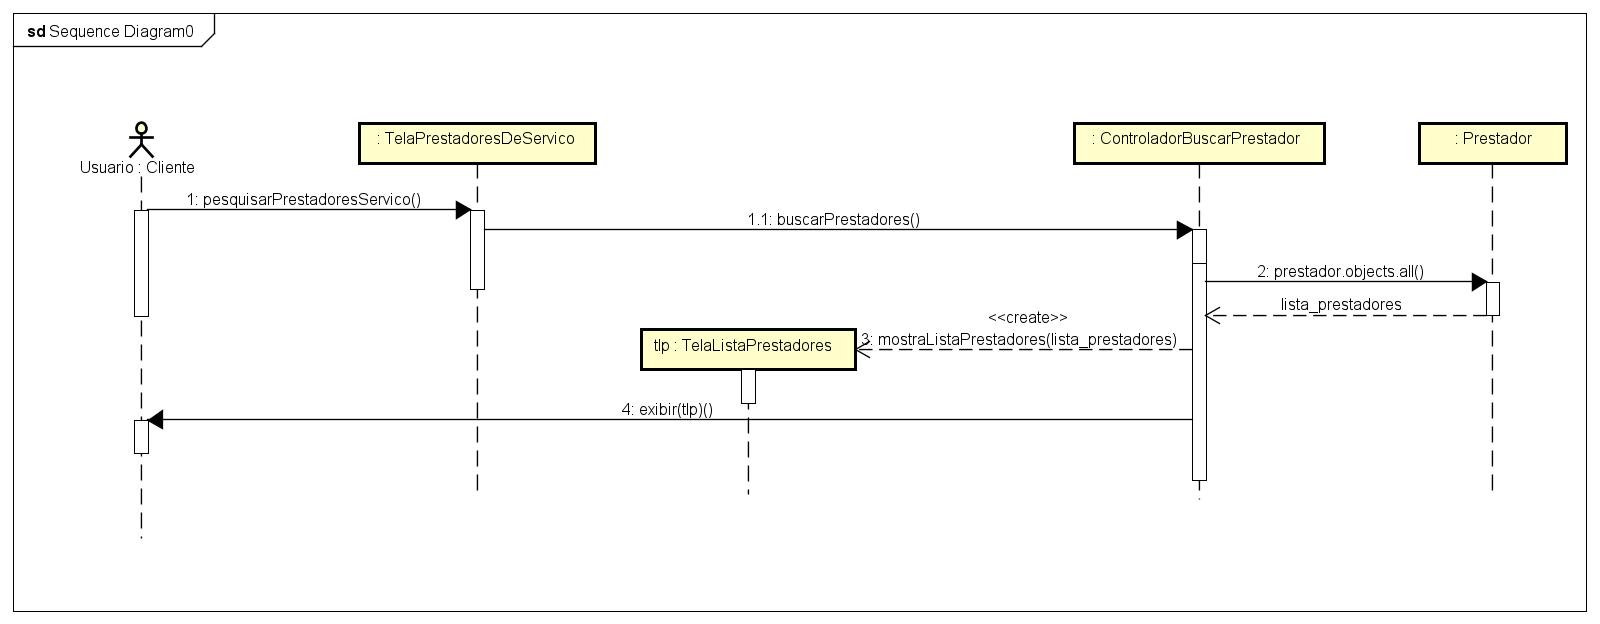 sd Sequence Diagram0
Usuario : Cliente
: TelaPrestadoresDeServico
: ControladorBuscarPrestador
: Prestador
1: pesquisarPrestadoresServico()
1.1: buscarPrestadores()
2: prestador.objects.all()
lista_prestadores
<<create>>
3: mostraListaPrestadores(lista_prestadores)
tlp : TelaListaPrestadores
4: exibir(tlp)()